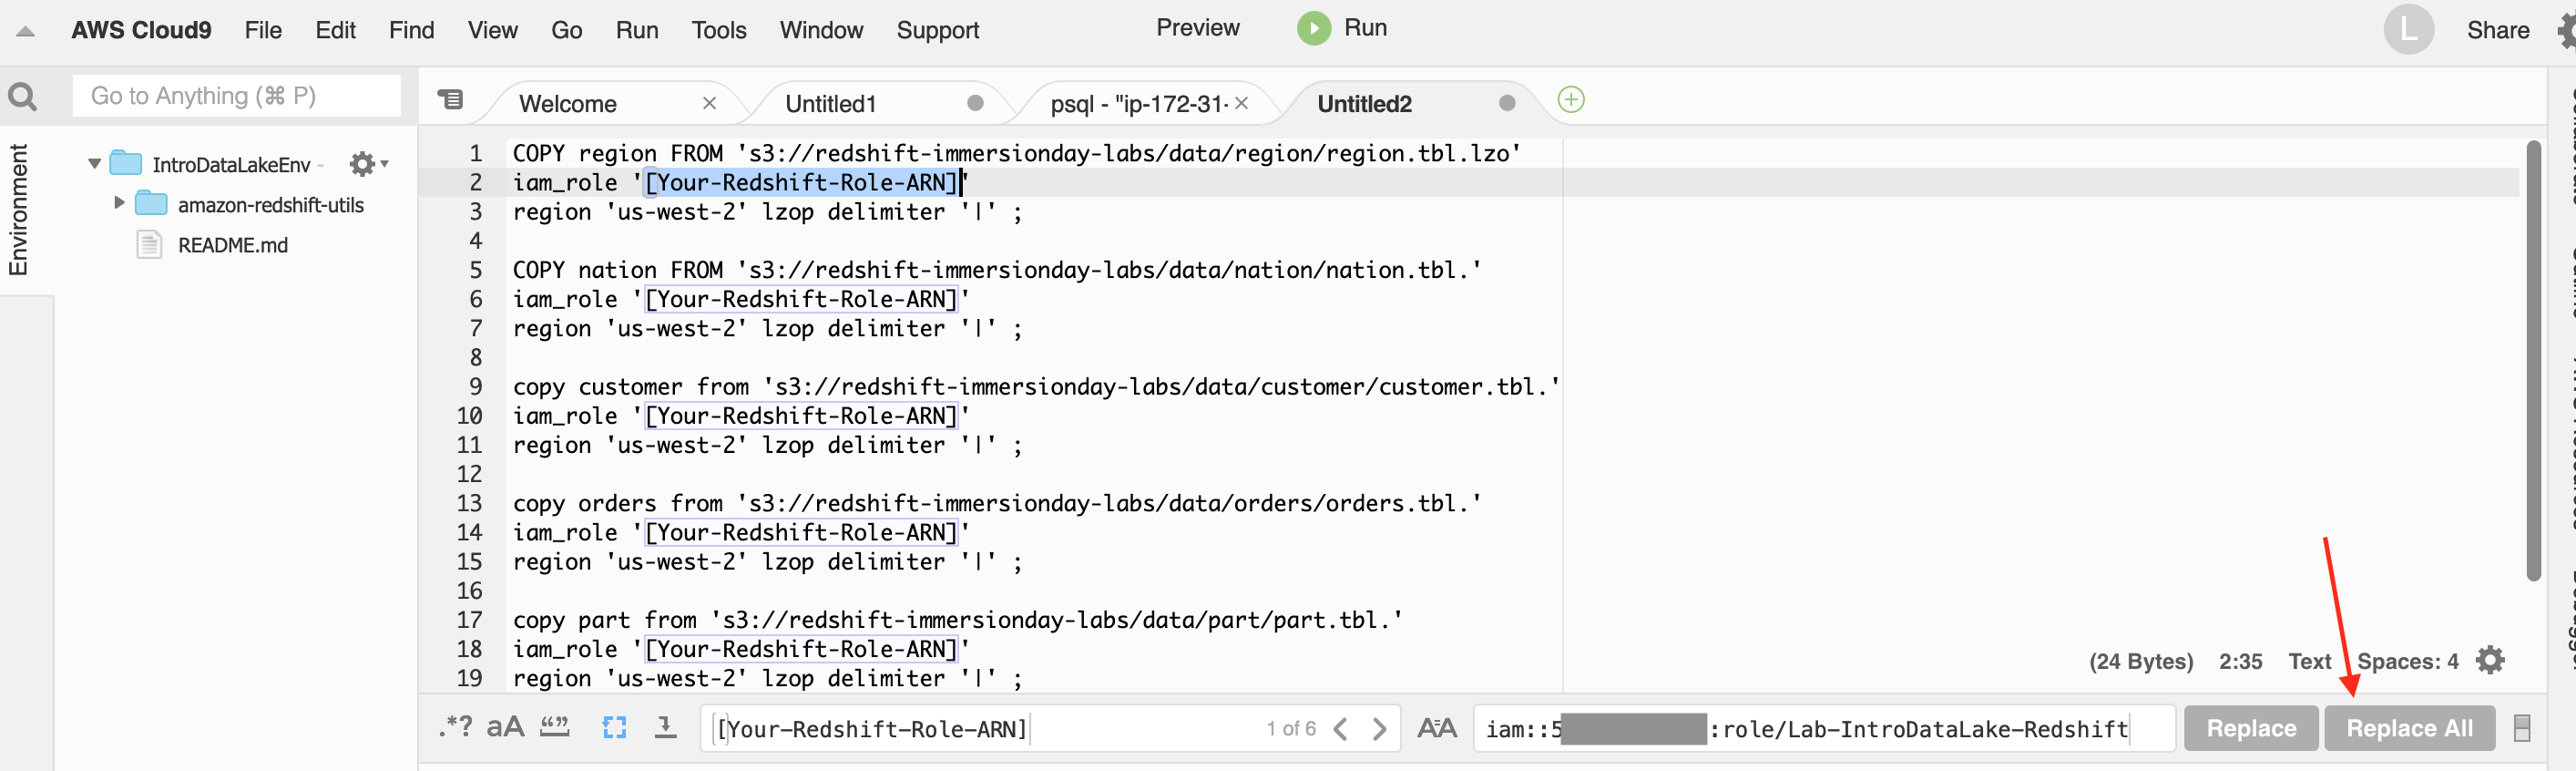 AWS Cloud9 File Edit Find View Go Run Tools Window Support Preview Run L Share
Go to Anything (⌘ P)
Welcome Untitled1 psql - "ip-172-31- Untitled2
Environment
IntroDataLakeEnv -
amazon-redshift-utils
README.md
1 COPY region FROM 's3://redshift-immersionday-labs/data/region/region.tbl.lzo'
2 iam_role '[Your-Redshift-Role-ARN]'
3 region 'us-west-2' lzop delimiter '|' ;
4
5 COPY nation FROM 's3://redshift-immersionday-labs/data/nation/nation.tbl.'
6 iam_role '[Your-Redshift-Role-ARN]'
7 region 'us-west-2' lzop delimiter '|' ;
8
9 copy customer from 's3://redshift-immersionday-labs/data/customer/customer.tbl.'
10 iam_role '[Your-Redshift-Role-ARN]'
11 region 'us-west-2' lzop delimiter '|' ;
12
13 copy orders from 's3://redshift-immersionday-labs/data/orders/orders.tbl.'
14 iam_role '[Your-Redshift-Role-ARN]'
15 region 'us-west-2' lzop delimiter '|' ;
16
17 copy part from 's3://redshift-immersionday-labs/data/part/part.tbl.'
18 iam_role '[Your-Redshift-Role-ARN]'
19 region 'us-west-2' lzop delimiter '|' ;
(24 Bytes) 2:35 Text Spaces: 4
.*? aA “” [Your-Redshift-Role-ARN] 1 of 6 AA iam::5 :role/Lab-IntroDataLake-Redshift Replace Replace All